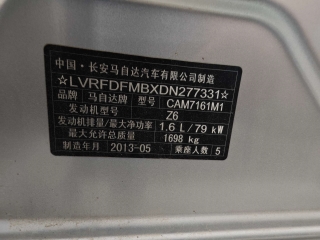 中国·长安马自达汽车有限公司制造
☆LVRFDFMBXDN277331☆
品牌 马自达牌 型号 CAM7161M1
发动机型号 Z6
发动机排量/最大净功率 1.6 L/79 kW
最大允许总质量 1698 kg
制造年月 2013-05 乘座人数 5